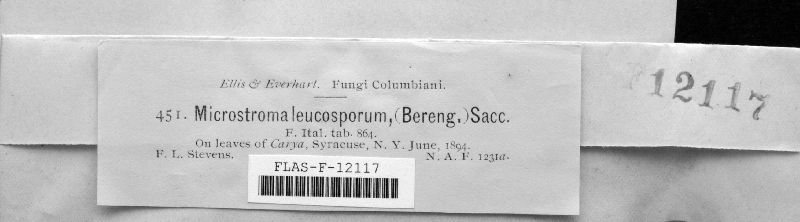 Ellis & Everhart. Fungi Columbiani.
451. Microstroma leucosporum, (Bereng.) Sacc.
F. Ital. tab. 864.
On leaves of Carya, Syracuse, N. Y. June, 1894.
F. L. Stevens. N. A. F. 1231a.
FLAS-F-12117
F12117